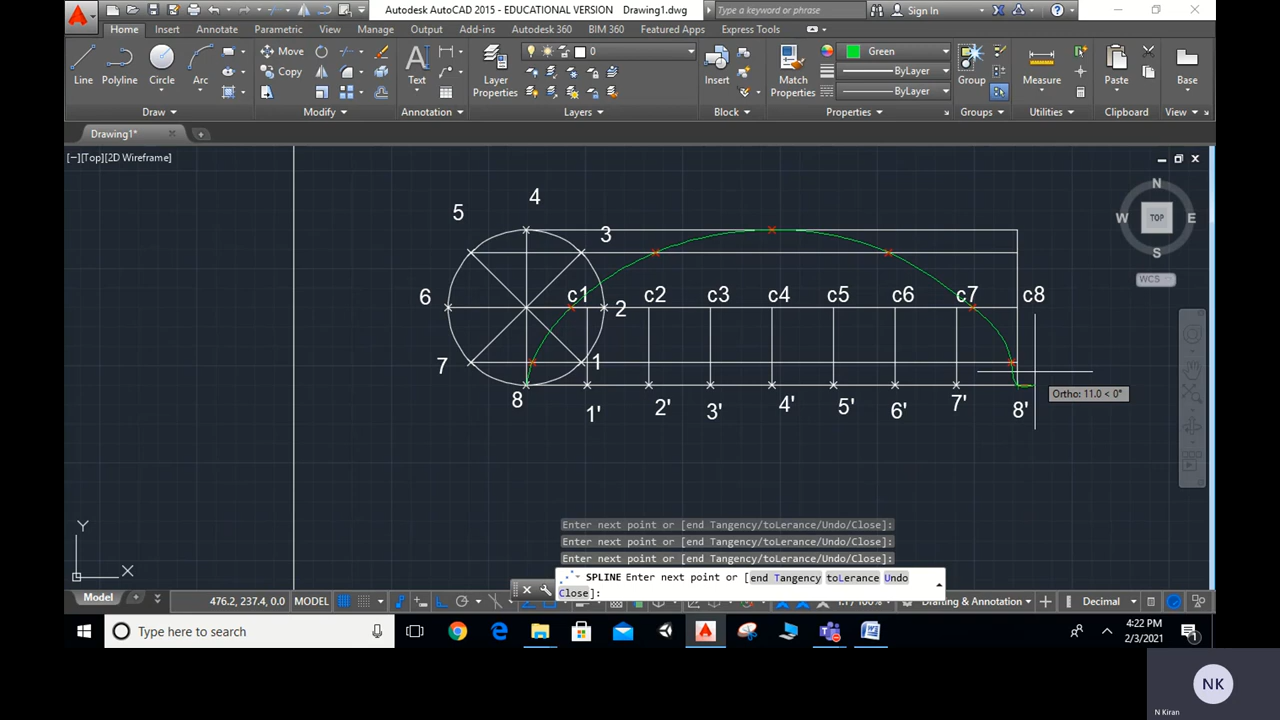 Autodesk AutoCAD 2015 - EDUCATIONAL VERSION Drawing1.dwg
Type a keyword or phrase
Sign In
Home Insert Annotate Parametric View Manage Output Add-ins Autodesk 360 BIM 360 Featured Apps Express Tools
Line Polyline Circle Arc
Move
Copy
Text
Layer
Properties
0
Insert
Match
Properties
Green
ByLayer
ByLayer
Group
Measure
Paste
Base
Draw Modify Annotation Layers Block Properties Groups Utilities Clipboard View
Drawing1*
[−][Top][2D Wireframe]
N
W TOP E
S
WCS
4
5
3
6
c1 c2 c3 c4 c5 c6 c7 c8
2
7
1
8
1' 2' 3' 4' 5' 6' 7' 8'
Ortho: 11.0 < 0°
Y
X
Enter next point or [end Tangency/toLerance/Undo/Close]:
Enter next point or [end Tangency/toLerance/Undo/Close]:
Enter next point or [end Tangency/toLerance/Undo/Close]:
SPLINE Enter next point or [end Tangency toLerance Undo
Close]:
Model
476.2, 237.4, 0.0 MODEL
Drafting & Annotation
Decimal
Type here to search
4:22 PM
2/3/2021
1
NK
N Kiran